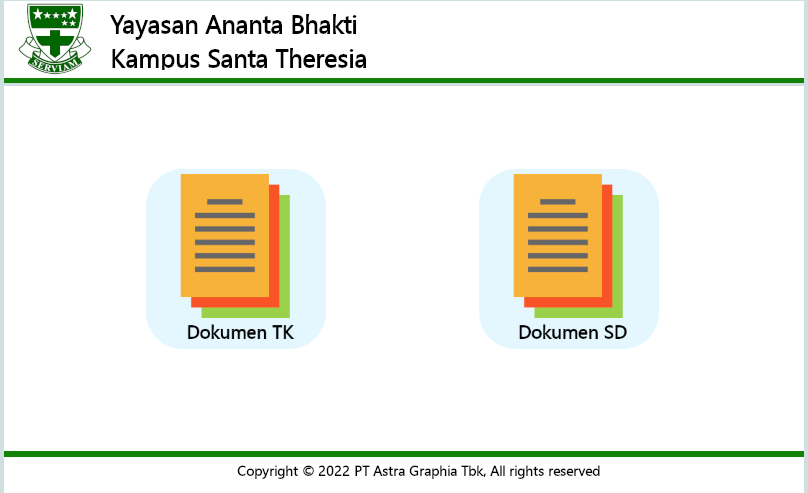 Yayasan Ananta Bhakti
Kampus Santa Theresia
SERVIAM
Dokumen TK
Dokumen SD
Copyright © 2022 PT Astra Graphia Tbk, All rights reserved